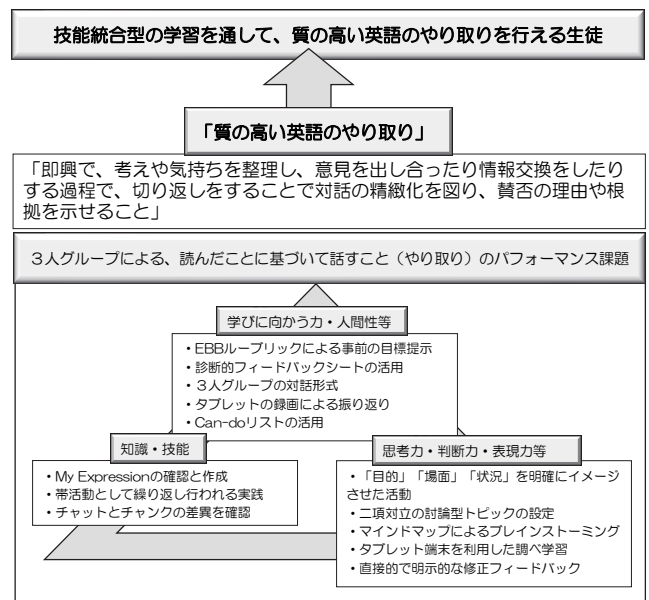 技能統合型の学習を通して、質の高い英語のやり取りを行える生徒
「質の高い英語のやり取り」
「即興で、考えや気持ちを整理し、意見を出し合ったり情報交換をしたり
する過程で、切り返しをすることで対話の精緻化を図り、賛否の理由や根
拠を示せること」
３人グループによる、読んだことに基づいて話すこと（やり取り）のパフォーマンス課題
学びに向かう力・人間性等
・EBBルーブリックによる事前の目標提示
・診断的フィードバックシートの活用
・３人グループの対話形式
・タブレットの録画による振り返り
・Can-doリストの活用
知識・技能
・My Expressionの確認と作成
・帯活動として繰り返し行われる実践
・チャットとチャンクの差異を確認
思考力・判断力・表現力等
・「目的」「場面」「状況」を明確にイメージ
させた活動
・二項対立の討論型トピックの設定
・マインドマップによるブレインストーミング
・タブレット端末を利用した調べ学習
・直接的で明示的な修正フィードバック